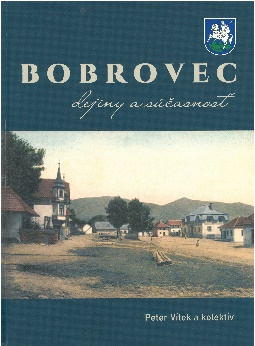 BOBROVEC
dejiny a súčasnosť
Peter Vítek a kolektív